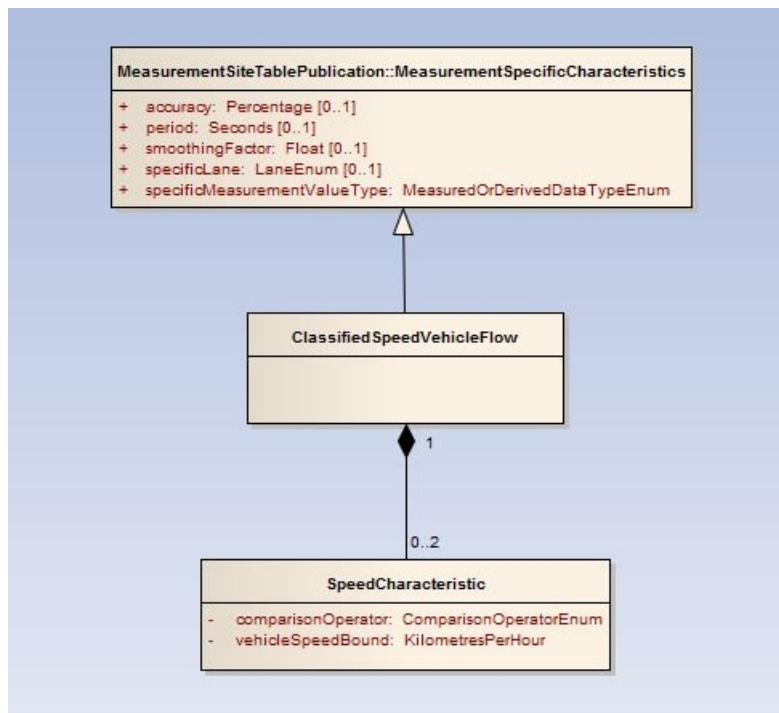 MeasurementSiteTablePublication::MeasurementSpecificCharacteristics
+ accuracy: Percentage [0..1]
+ period: Seconds [0..1]
+ smoothingFactor: Float [0..1]
+ specificLane: LaneEnum [0..1]
+ specificMeasurementValueType: MeasuredOrDerivedDataTypeEnum
ClassifiedSpeedVehicleFlow
1
0..2
SpeedCharacteristic
- comparisonOperator: ComparisonOperatorEnum
- vehicleSpeedBound: KilometresPerHour